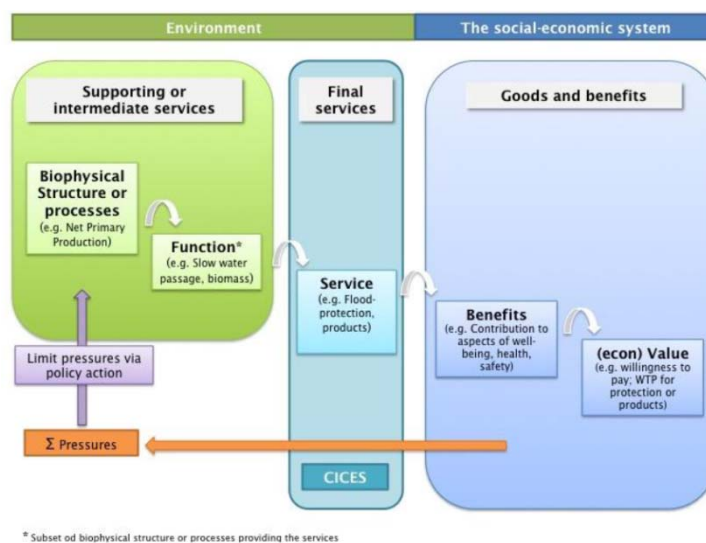 Environment
The social-economic system
Supporting or
intermediate services
Final
services
Goods and benefits
Biophysical
Structure or
processes
(e.g. Net Primary
Production)
Function*
(e.g. Slow water
passage, biomass)
Service
(e.g. Flood-
protection,
products)
Benefits
(e.g. Contribution to
aspects of well-
being, health,
safety)
(econ) Value
(e.g. willingness to
pay; WTP for
protection or
products)
Limit pressures via
policy action
Σ Pressures
CICES
* Subset od biophysical structure or processes providing the services